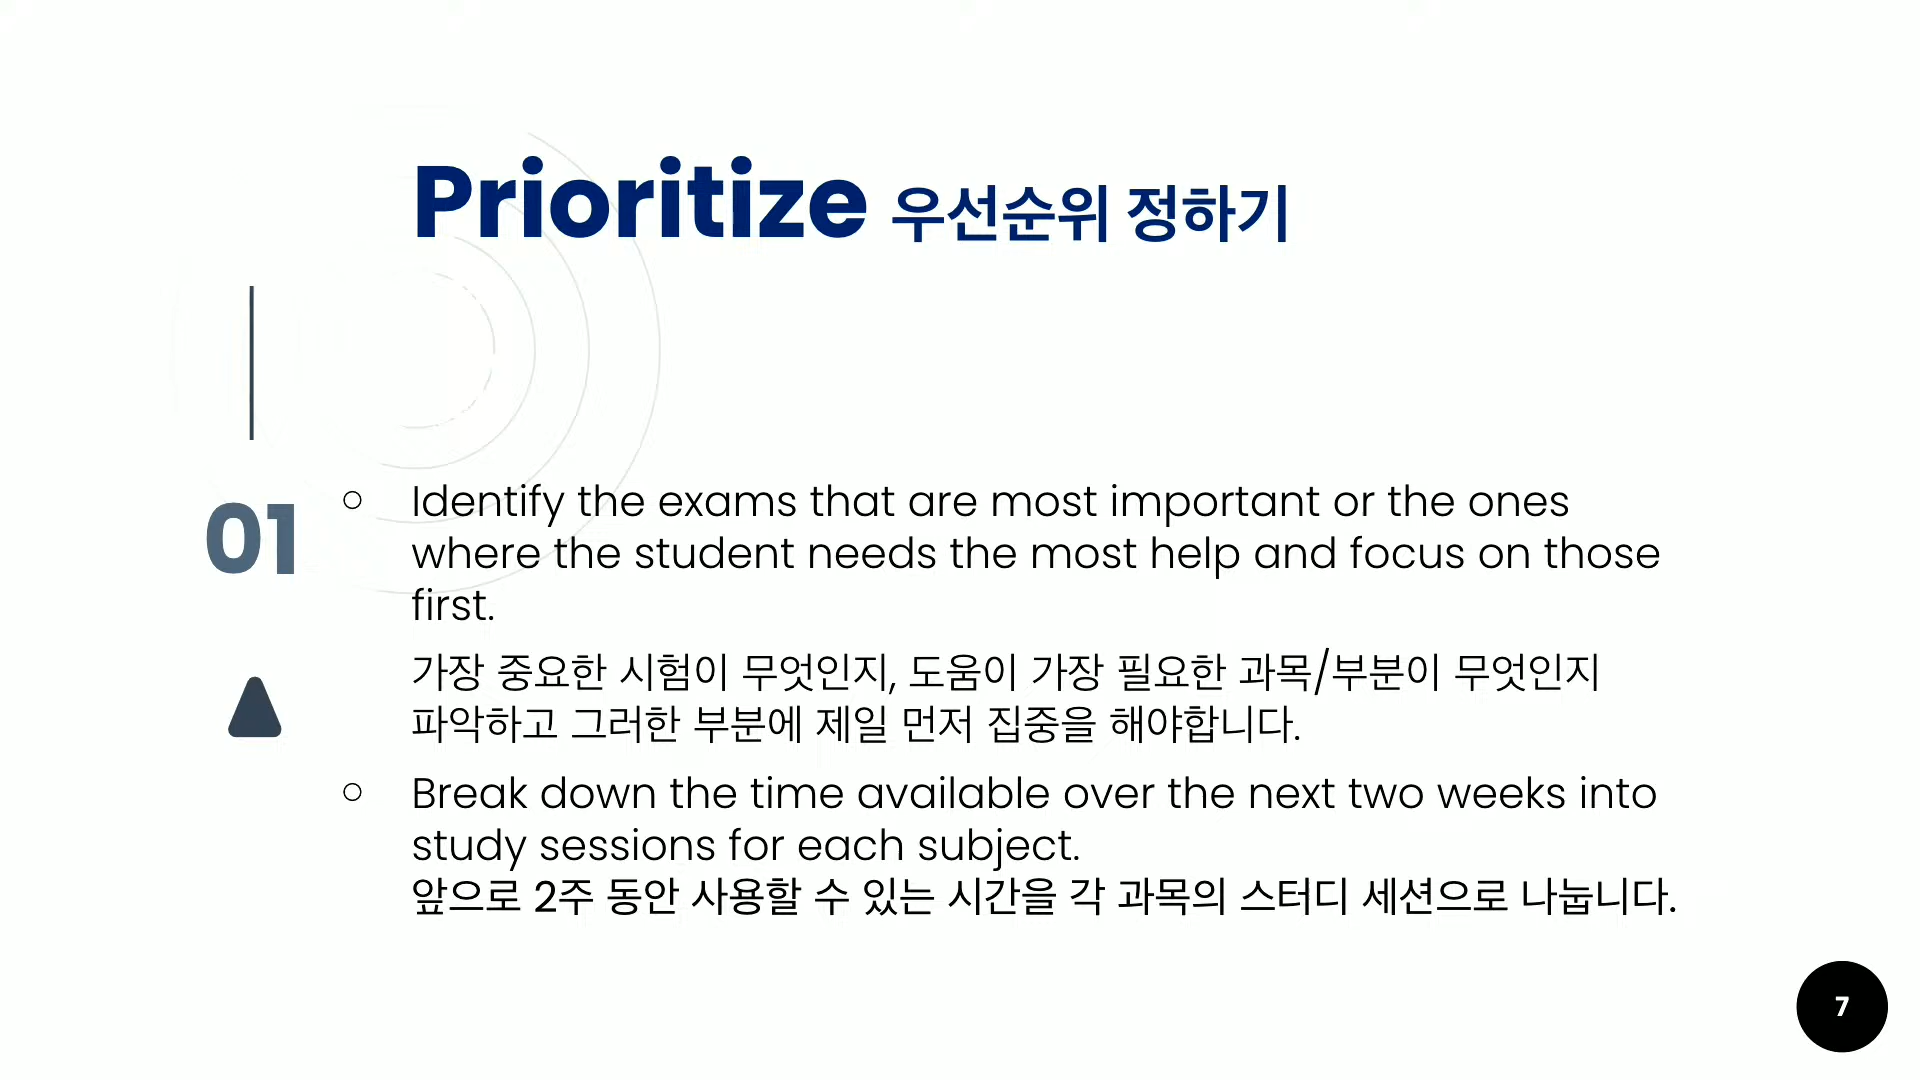 Prioritize 우선순위 정하기
01
○ Identify the exams that are most important or the ones
where the student needs the most help and focus on those
first.
가장 중요한 시험이 무엇인지, 도움이 가장 필요한 과목/부분이 무엇인지
파악하고 그러한 부분에 제일 먼저 집중을 해야합니다.
○ Break down the time available over the next two weeks into
study sessions for each subject.
앞으로 2주 동안 사용할 수 있는 시간을 각 과목의 스터디 세션으로 나눕니다.
7